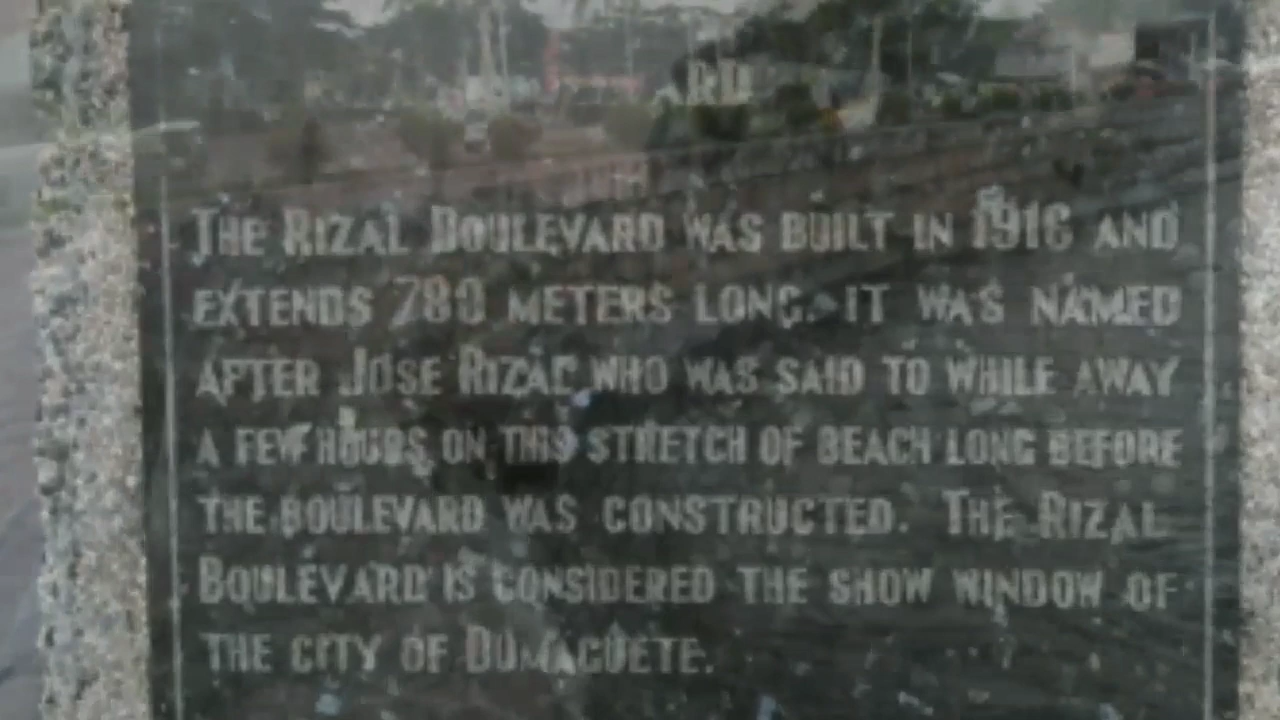 The Rizal Boulevard was built in 1916 and
extends 780 meters long. It was named
after Jose Rizal who was said to while away
a few hours on this stretch of beach long before
the boulevard was constructed. The Rizal
Boulevard is considered the show window of
the city of Dumaguete.